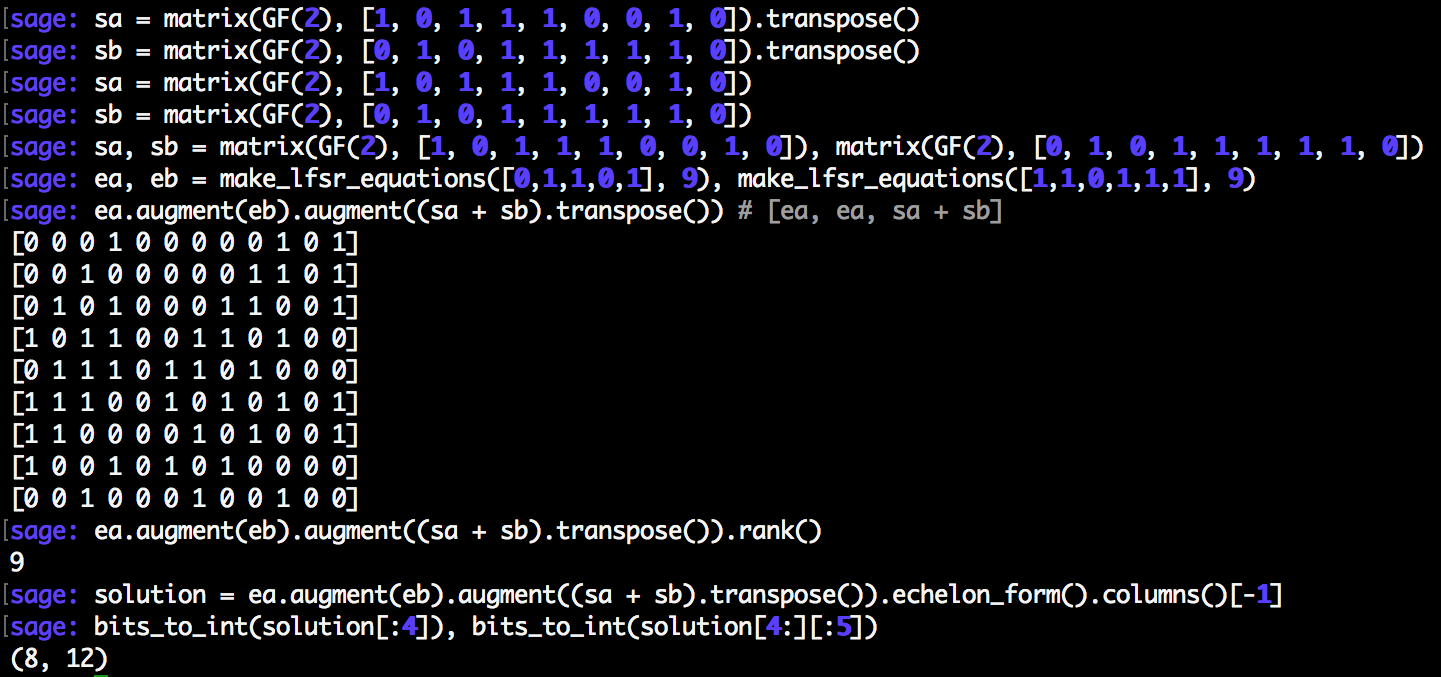 [sage: sa = matrix(GF(2), [1, 0, 1, 1, 1, 0, 0, 1, 0]).transpose()
[sage: sb = matrix(GF(2), [0, 1, 0, 1, 1, 1, 1, 1, 0]).transpose()
[sage: sa = matrix(GF(2), [1, 0, 1, 1, 1, 0, 0, 1, 0])
[sage: sb = matrix(GF(2), [0, 1, 0, 1, 1, 1, 1, 1, 0])
[sage: sa, sb = matrix(GF(2), [1, 0, 1, 1, 1, 0, 0, 1, 0]), matrix(GF(2), [0, 1, 0, 1, 1, 1, 1, 1, 0])
[sage: ea, eb = make_lfsr_equations([0,1,1,0,1], 9), make_lfsr_equations([1,1,0,1,1,1], 9)
[sage: ea.augment(eb).augment((sa + sb).transpose()) # [ea, ea, sa + sb]
[0 0 0 1 0 0 0 0 0 1 0 1]
[0 0 1 0 0 0 0 0 1 1 0 1]
[0 1 0 1 0 0 0 1 1 0 0 1]
[1 0 1 1 0 0 1 1 0 1 0 0]
[0 1 1 1 0 1 1 0 1 0 0 0]
[1 1 1 0 0 1 0 1 0 1 0 1]
[1 1 0 0 0 0 1 0 1 0 0 1]
[1 0 0 1 0 1 0 1 0 0 0 0]
[0 0 1 0 0 0 1 0 0 1 0 0]
[sage: ea.augment(eb).augment((sa + sb).transpose()).rank()
9
[sage: solution = ea.augment(eb).augment((sa + sb).transpose()).echelon_form().columns()[-1]
[sage: bits_to_int(solution[:4]), bits_to_int(solution[4:][:5])
(8, 12)